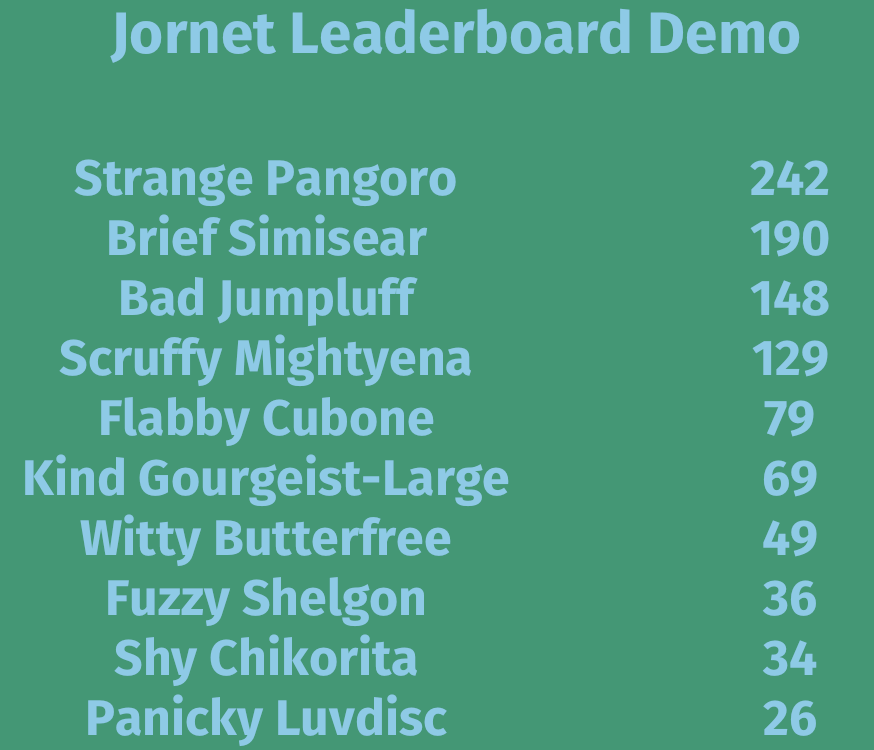 Jornet Leaderboard Demo
Strange Pangoro 242
Brief Simisear 190
Bad Jumpluff 148
Scruffy Mightyena 129
Flabby Cubone 79
Kind Gourgeist-Large 69
Witty Butterfree 49
Fuzzy Shelgon 36
Shy Chikorita 34
Panicky Luvdisc 26